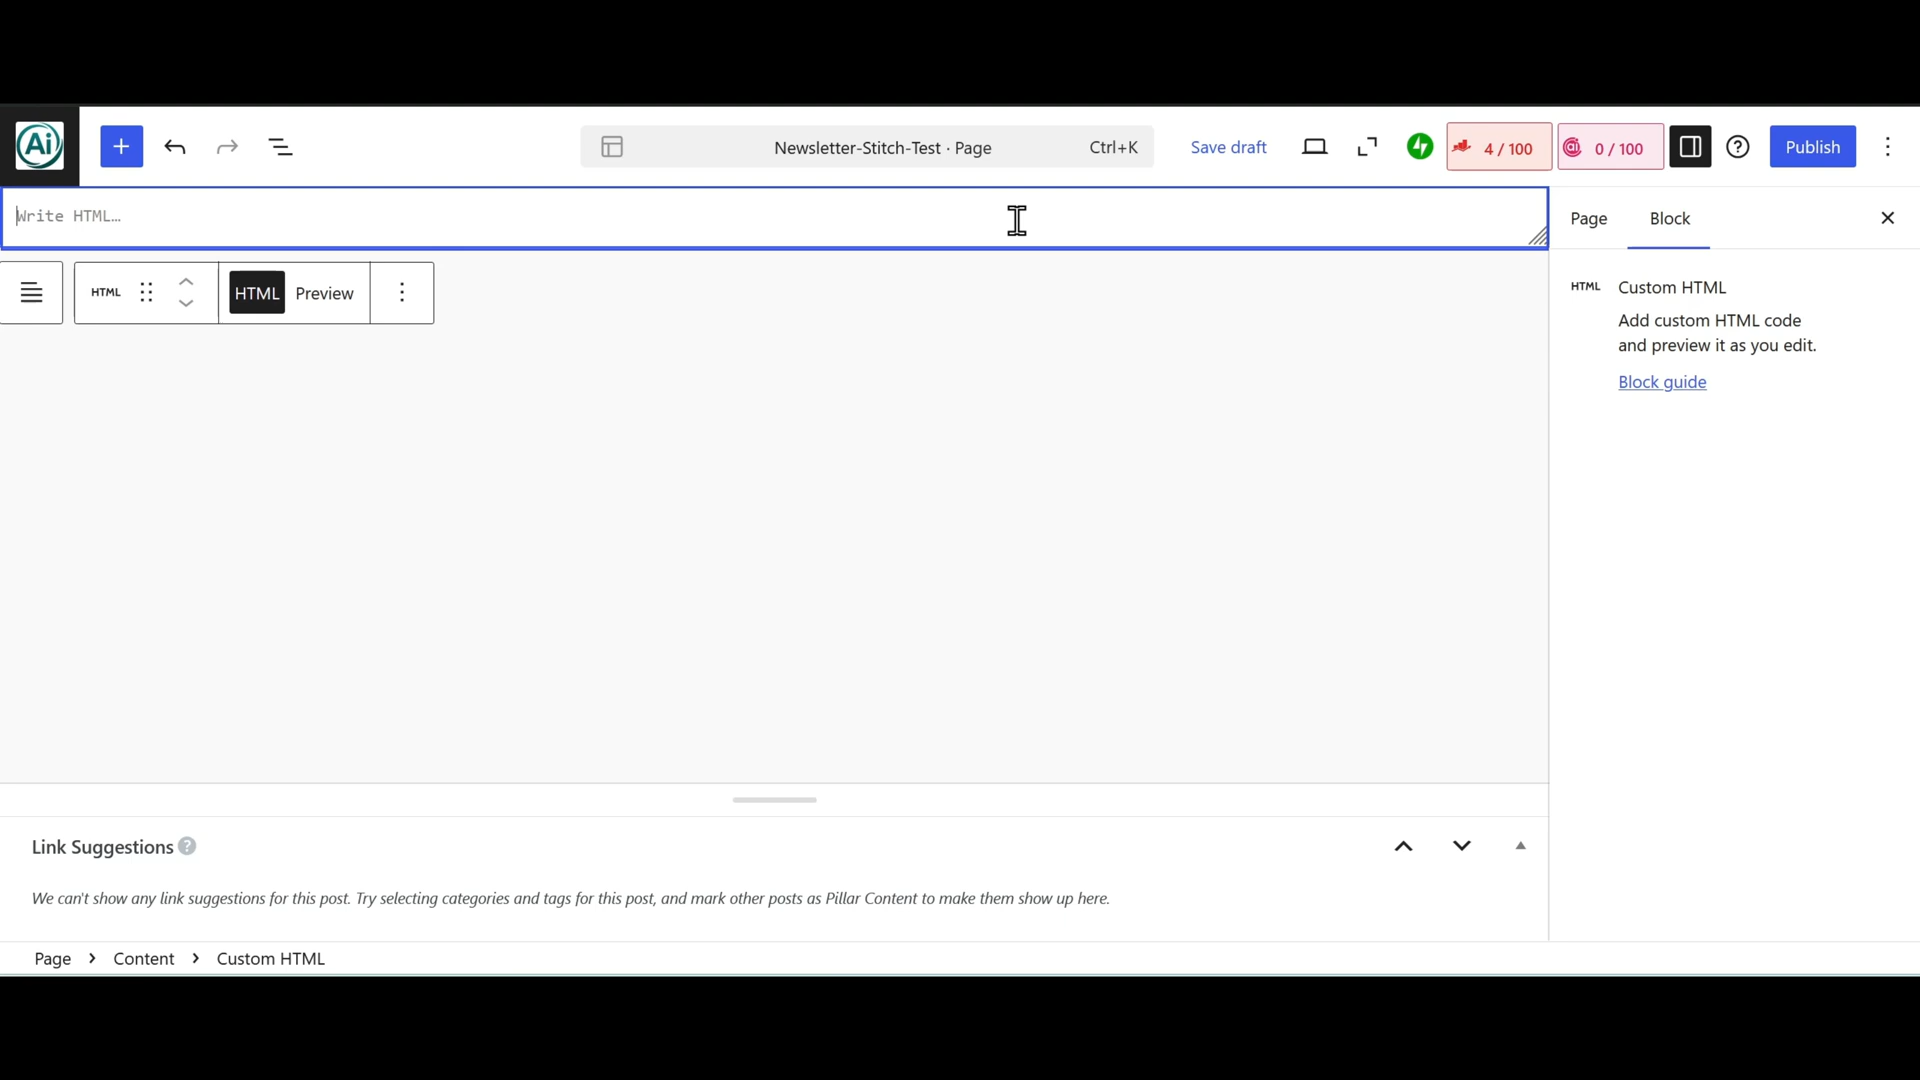 Ai
Newsletter-Stitch-Test · Page
Ctrl+K
Save draft
4 / 100
0 / 100
Publish
Write HTML…
Page
Block
HTML
HTML
Preview
HTML
Custom HTML
Add custom HTML code
and preview it as you edit.
Block guide
Link Suggestions
We can't show any link suggestions for this post. Try selecting categories and tags for this post, and mark other posts as Pillar Content to make them show up here.
Page > Content > Custom HTML